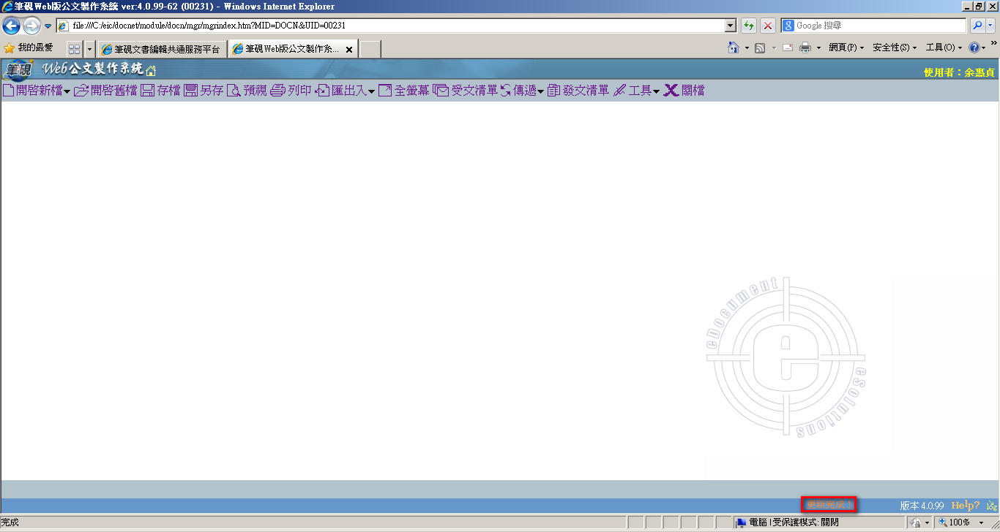 筆硯Web版公文製作系統 ver:4.0.99-62 (00231) - Windows Internet Explorer
file:///C:/eic/docnet/module/docn/mgr/mgrindex.htm?MID=DOCN&UID=00231
Google 搜尋
我的最愛
筆硯文書編輯共通服務平台
筆硯Web版公文製作系...
網頁(P)
安全性(S)
工具(O)
筆硯 Web公文製作系統
使用者：余惠貞
開啓新檔 開啓舊檔 存檔 另存 預視 列印 匯出入 全螢幕 受文清單 傳遞 發文清單 工具 關檔
eDocument
eSolutions
更新完成！
版本 4.0.99 Help? log
完成
電腦 | 受保護模式: 關閉
100%